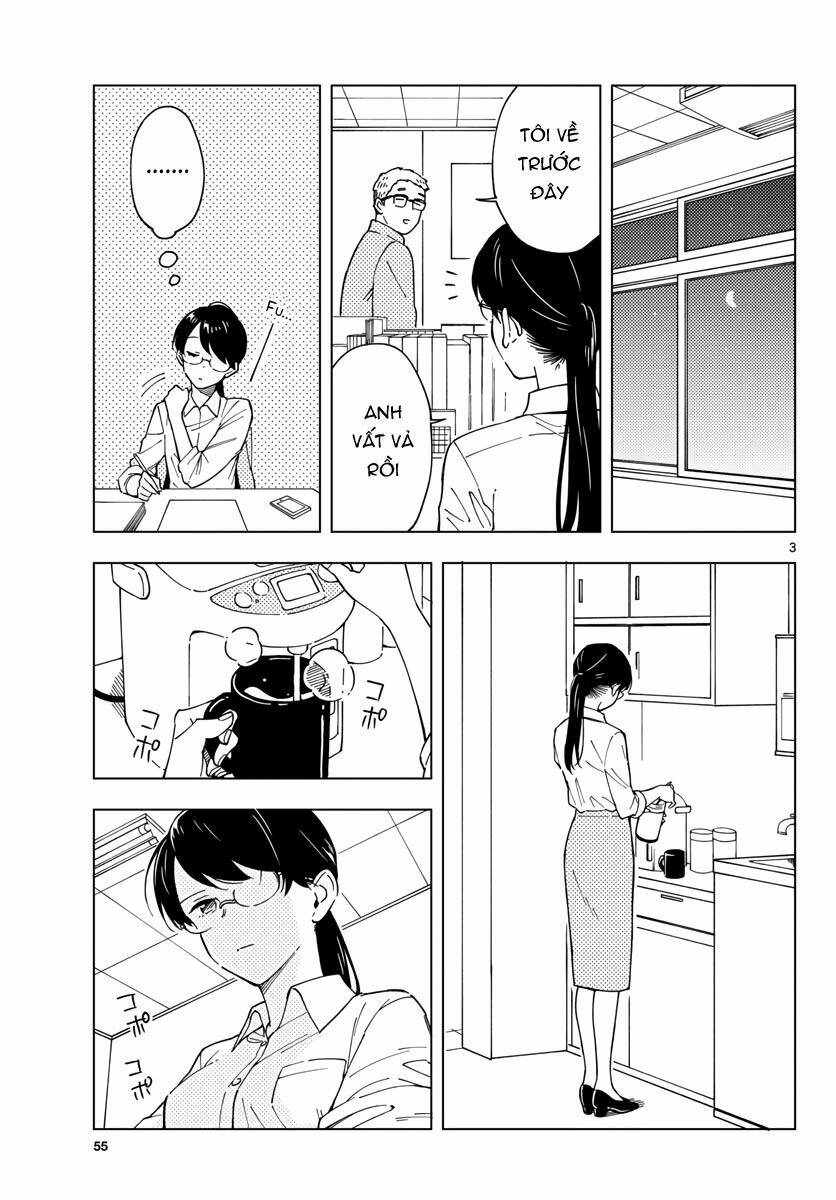 TÔI VỀ
TRƯỚC
ĐÂY
ANH
VẤT VẢ
RỒI
........
Fu...
3
コポ
コポ
コポ
コポ
55